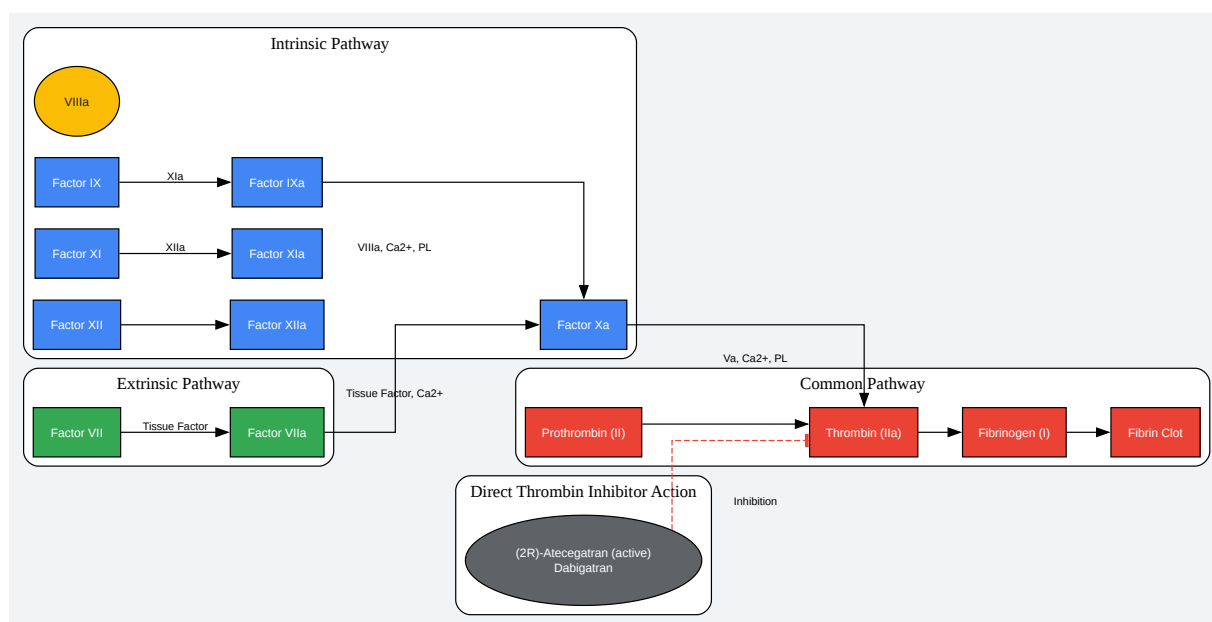 Intrinsic Pathway
VIIIa
Factor IX
XIa
Factor IXa
Factor XI
XIIa
Factor XIa
VIIIa, Ca2+, PL
Factor XII
Factor XIIa
Factor Xa
Va, Ca2+, PL
Extrinsic Pathway
Tissue Factor, Ca2+
Factor VII
Tissue Factor
Factor VIIa
Common Pathway
Prothrombin (II)
Thrombin (IIa)
Fibrinogen (I)
Fibrin Clot
Direct Thrombin Inhibitor Action
Inhibition
(2R)-Atecegatran (active)
Dabigatran